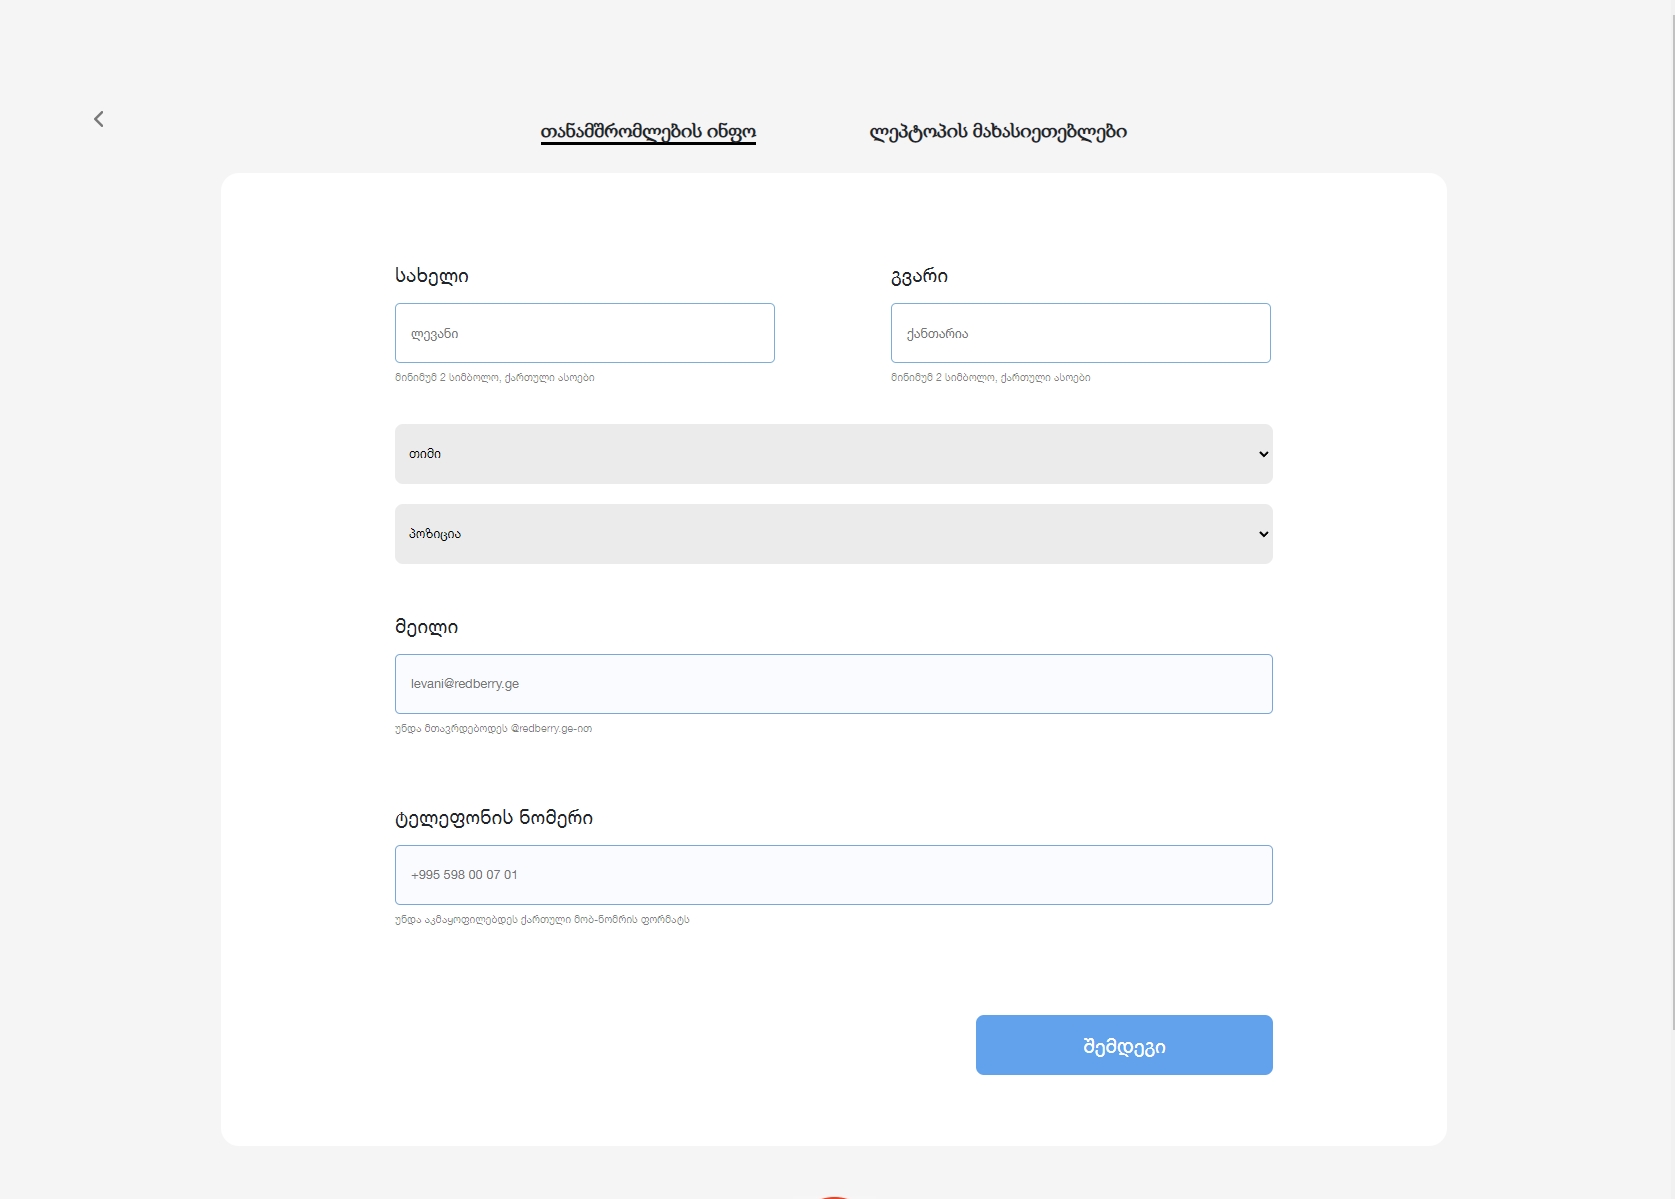 თანამშრომლების ინფო
ლეპტოპის მახასიეთებლები
სახელი
გვარი
ლევანი
ქანთარია
მინიმუმ 2 სიმბოლო, ქართული ასოები
მინიმუმ 2 სიმბოლო, ქართული ასოები
თიმი
პოზიცია
მეილი
levani@redberry.ge
უნდა მთავრდებოდეს @redberry.ge-ით
ტელეფონის ნომერი
+995 598 00 07 01
უნდა აკმაყოფილებდეს ქართული მობ-ნომრის ფორმატს
შემდეგი